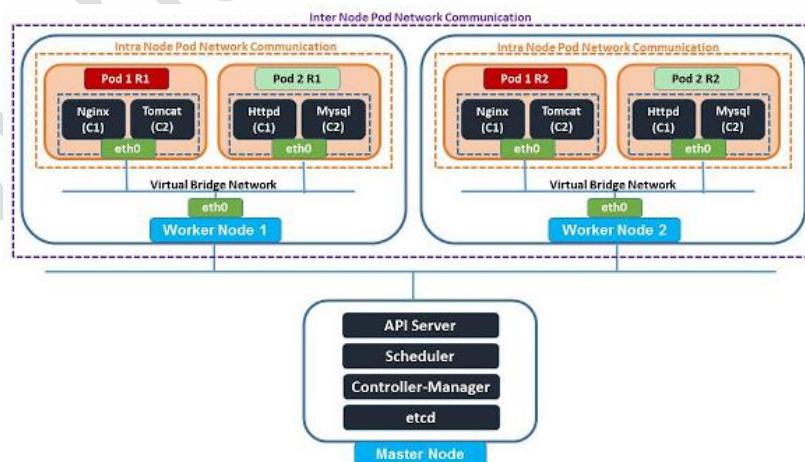 Inter Node Pod Network Communication
Intra Node Pod Network Communication
Pod 1 R1
Nginx
(C1)
Tomcat
(C2)
eth0
Pod 2 R1
Httpd
(C1)
Mysql
(C2)
eth0
Virtual Bridge Network
eth0
Worker Node 1
Intra Node Pod Network Communication
Pod 1 R2
Nginx
(C1)
Tomcat
(C2)
eth0
Pod 2 R2
Httpd
(C1)
Mysql
(C2)
eth0
Virtual Bridge Network
eth0
Worker Node 2
API Server
Scheduler
Controller-Manager
etcd
Master Node